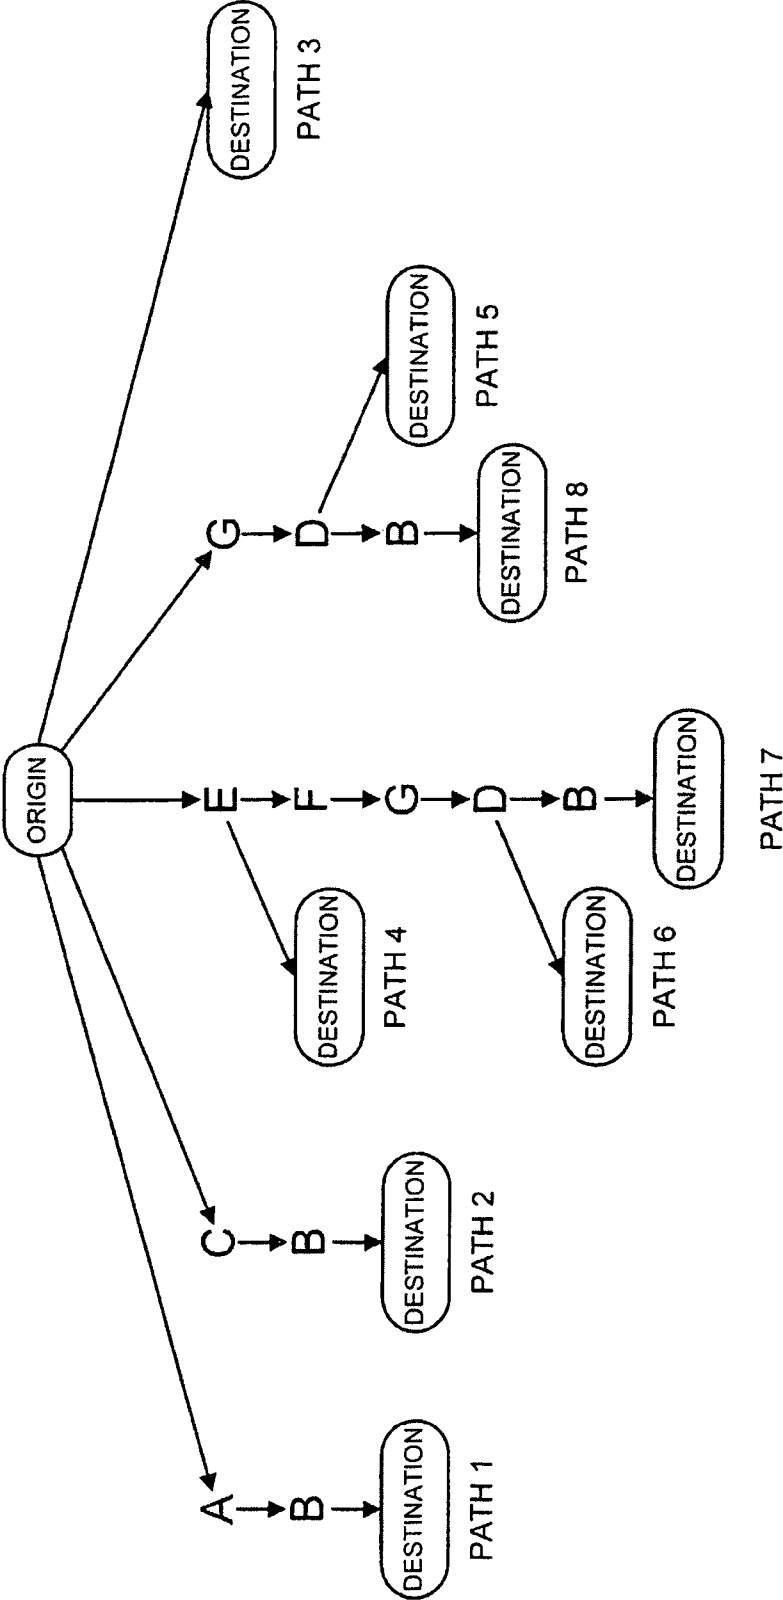 ORIGIN
A
B
DESTINATION
PATH 1
C
B
DESTINATION
PATH 2
E
DESTINATION
PATH 4
F
G
D
DESTINATION
PATH 6
B
DESTINATION
PATH 7
G
D
B
DESTINATION
PATH 8
DESTINATION
PATH 5
DESTINATION
PATH 3